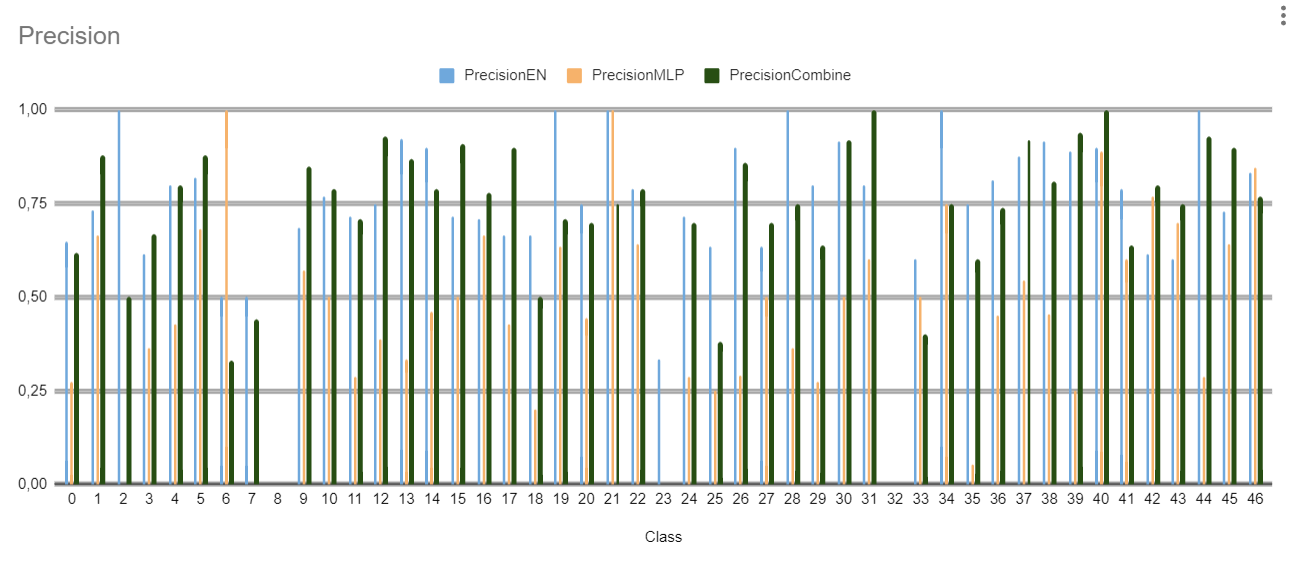 Precision
PrecisionEN PrecisionMLP PrecisionCombine
1,00
0,75
0,50
0,25
0,00
0 1 2 3 4 5 6 7 8 9 10 11 12 13 14 15 16 17 18 19 20 21 22 23 24 25 26 27 28 29 30 31 32 33 34 35 36 37 38 39 40 41 42 43 44 45 46
Class